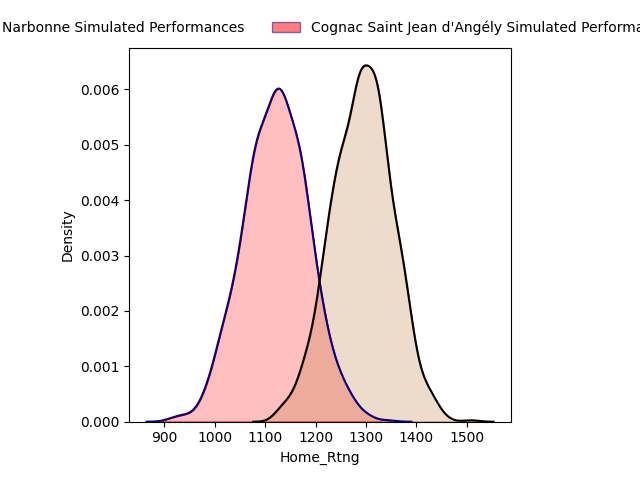 Narbonne Simulated Performances
Cognac Saint Jean d'Angély Simulated Performa
0.006
0.005
0.004
0.003
0.002
0.001
0.000
Density
900 1000 1100 1200 1300 1400 1500
Home_Rtng